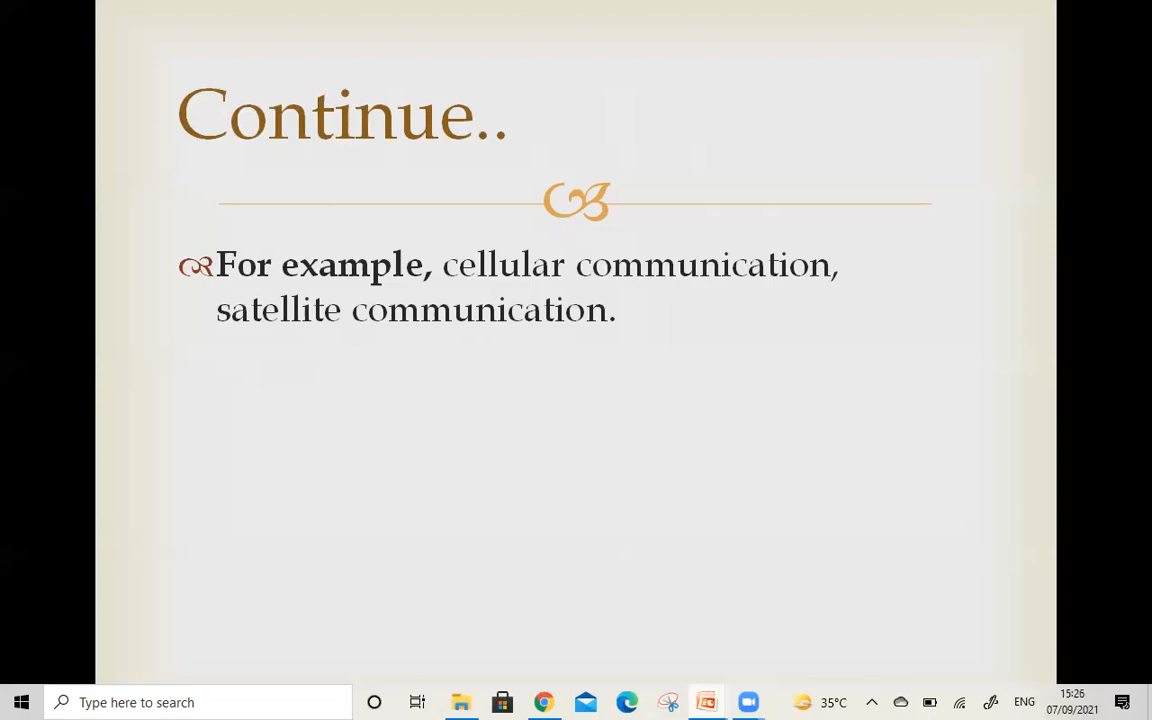 Continue..
For example, cellular communication,
satellite communication.
Type here to search
35°C
ENG
15:26
07/09/2021